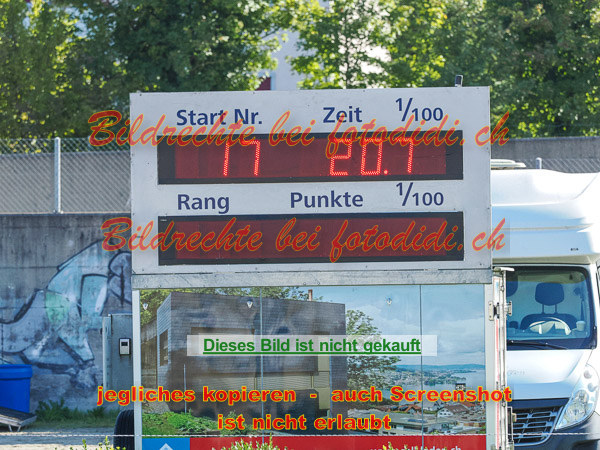 Start Nr. Zeit 1/100
Bildrechte bei fotodidi.ch
17 20.1
Rang Punkte 1/100
Bildrechte bei fotodidi.ch
Dieses Bild ist nicht gekauft
jegliches kopieren - auch Screenshot
ist nicht erlaubt